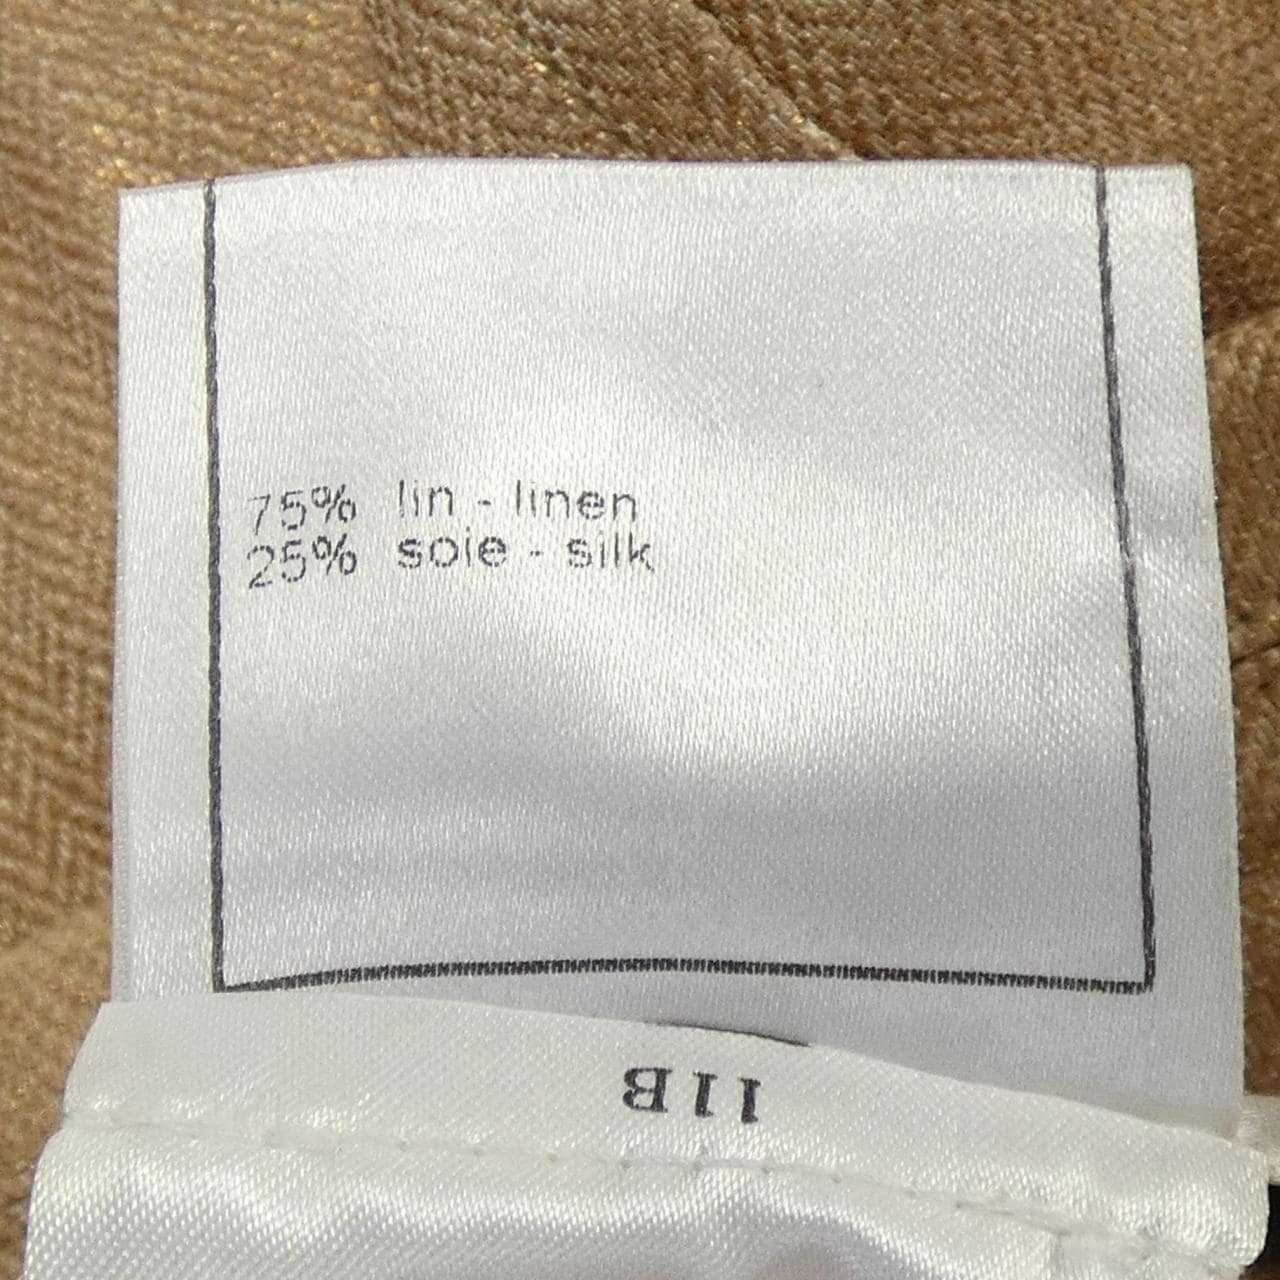 75% lin - linen
25% soie - silk
11B